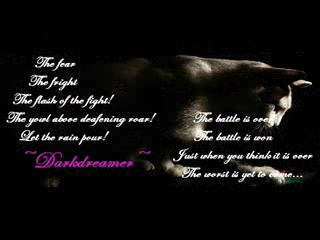 The fear
The fright
The flash of the fight!
The yowl above deafening roar!
Let the rain pour!
~Darkdreamer~
The battle is over
The battle is won
Just when you think it is over
The worst is yet to come...